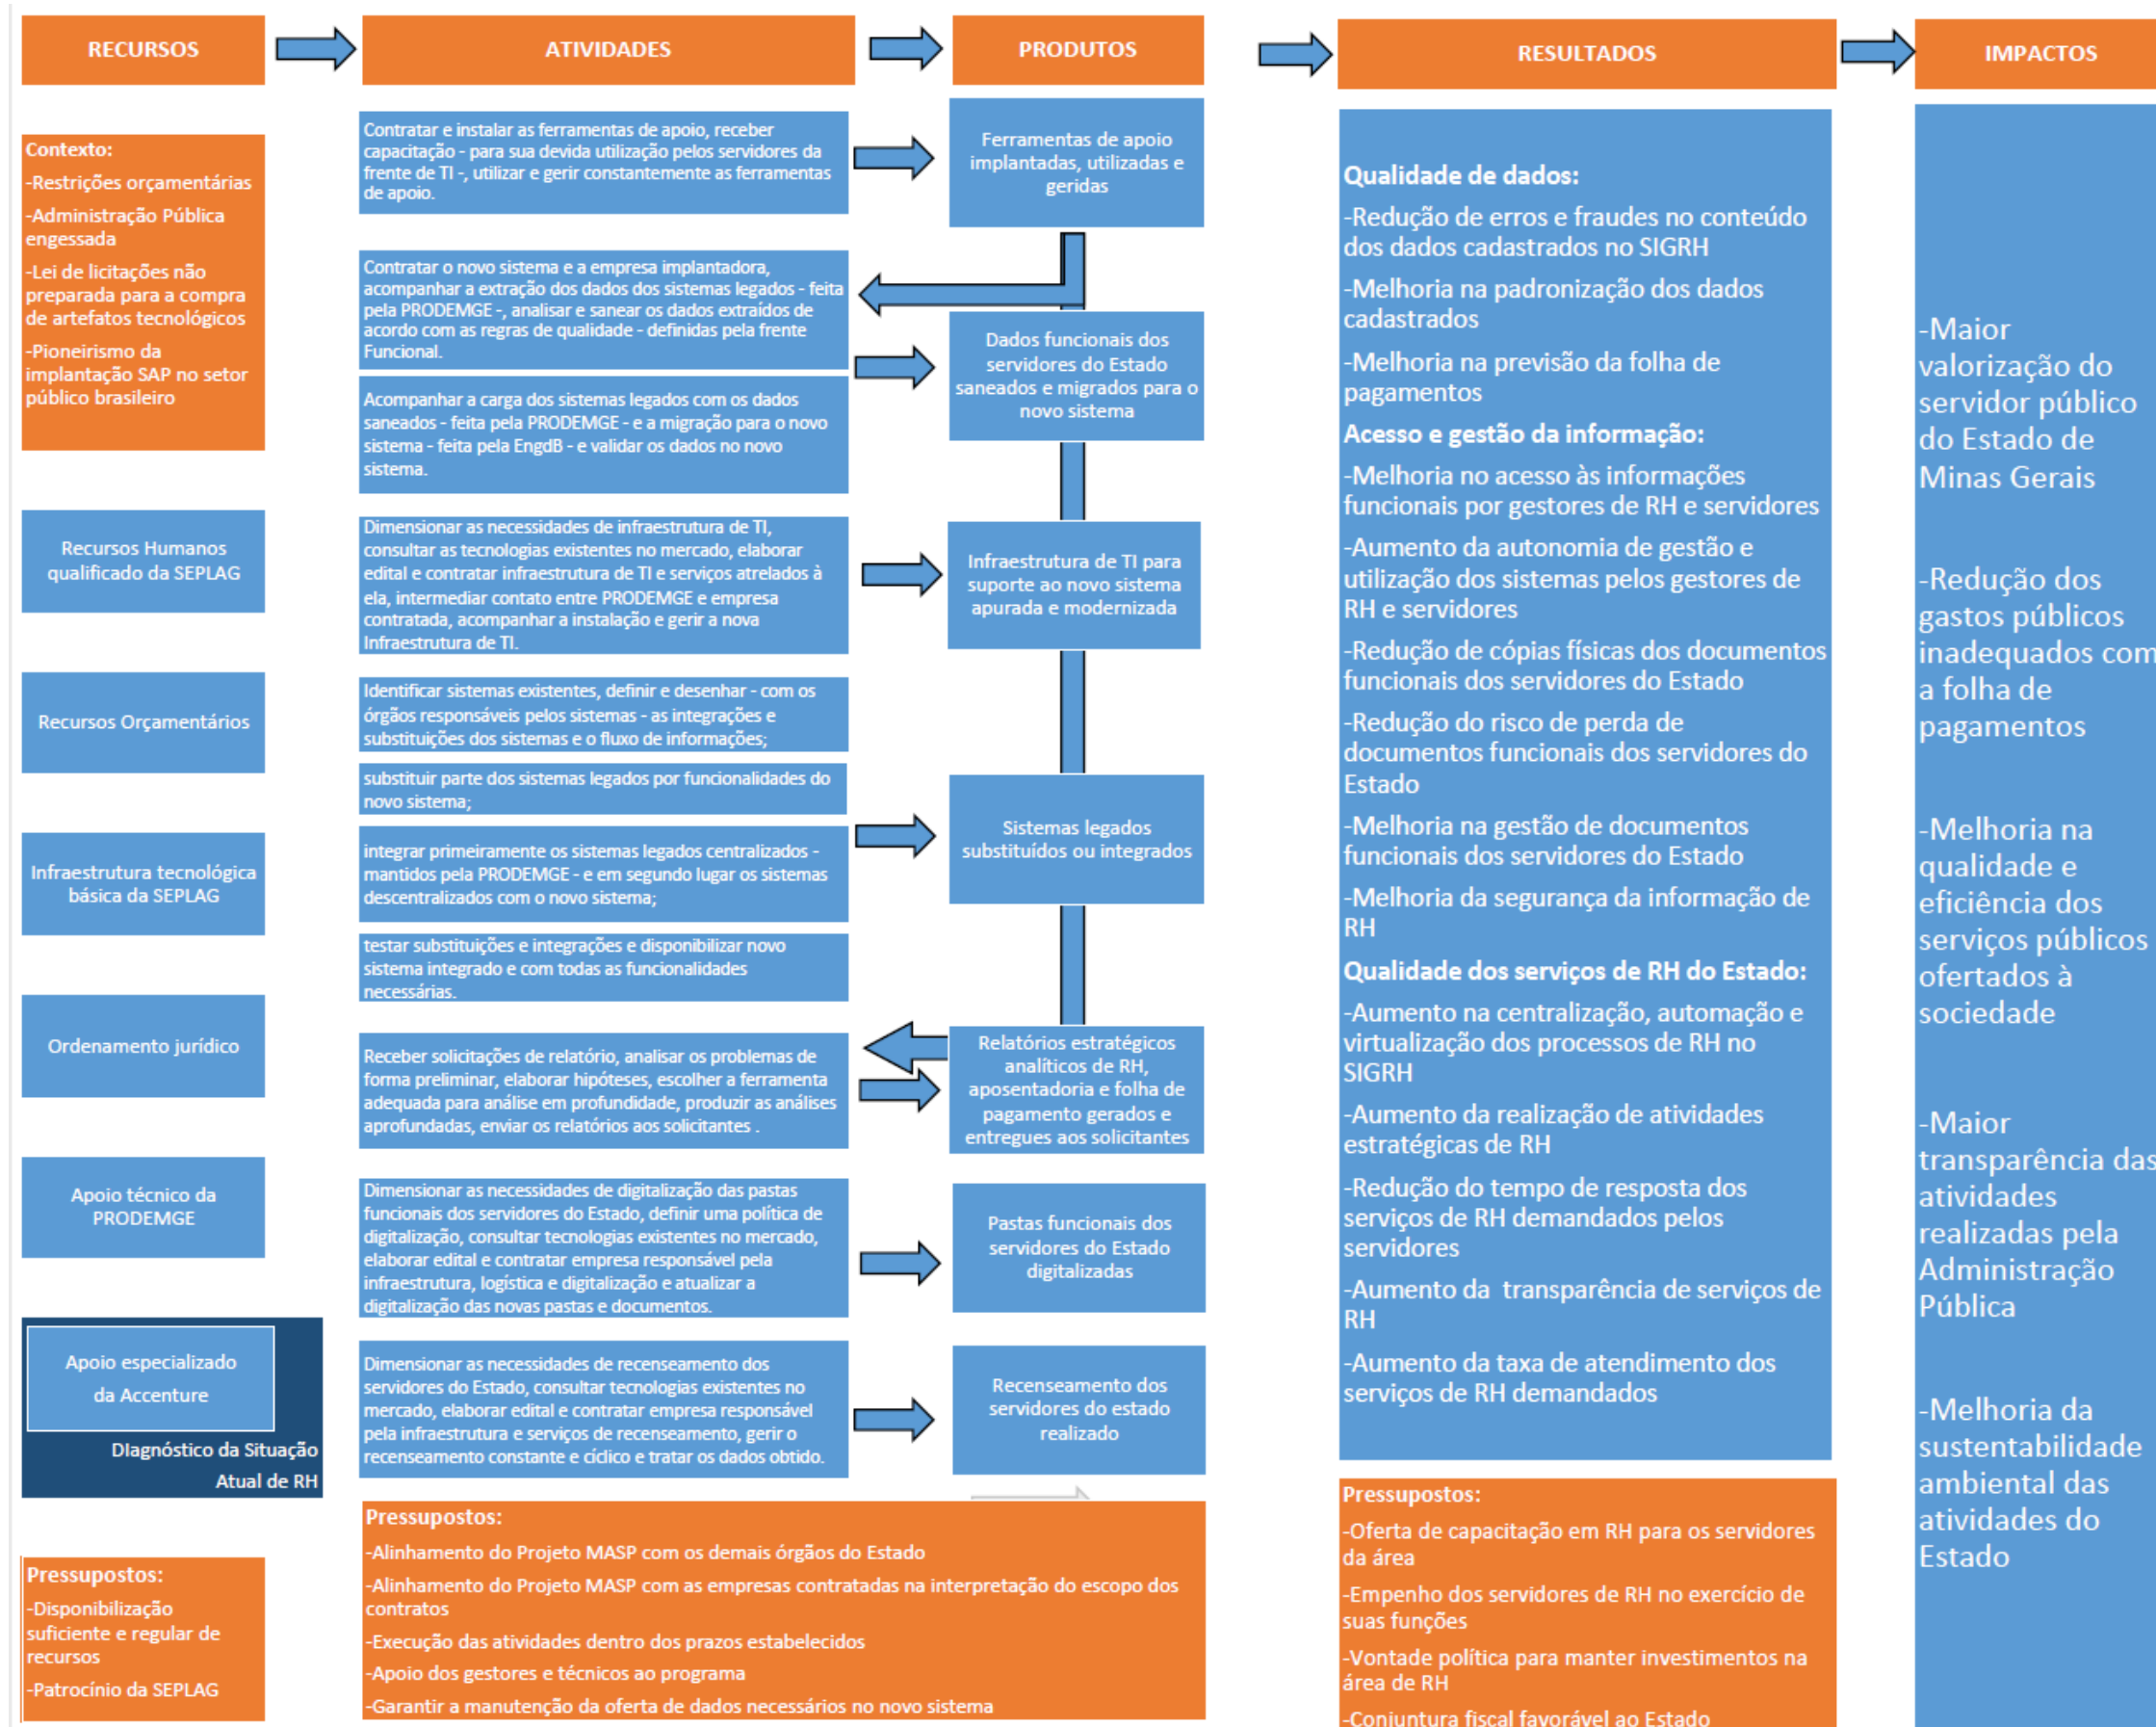 RECURSOS
ATIVIDADES
PRODUTOS
RESULTADOS
IMPACTOS
Contexto:
-Restrições orçamentárias
-Administração Pública
engessada
-Lei de licitações não
preparada para a compra
de artefatos tecnológicos
-Pioneirismo da
implantação SAP no setor
público brasileiro
Recursos Humanos
qualificado da SEPLAG
Recursos Orçamentários
Infraestrutura tecnológica
básica da SEPLAG
Ordenamento jurídico
Apoio técnico da
PRODEMGE
Apoio especializado
da Accenture
DIagnóstico da Situação
Atual de RH
Pressupostos:
-Disponibilização
suficiente e regular de
recursos
-Patrocínio da SEPLAG
Contratar e instalar as ferramentas de apoio, receber
capacitação - para sua devida utilização pelos servidores da
frente de TI -, utilizar e gerir constantemente as ferramentas
de apoio.
Contratar o novo sistema e a empresa implantadora,
acompanhar a extração dos dados dos sistemas legados - feita
pela PRODEMGE -, analisar e sanear os dados extraídos de
acordo com as regras de qualidade - definidas pela frente
Funcional.
Acompanhar a carga dos sistemas legados com os dados
saneados - feita pela PRODEMGE - e a migração para o novo
sistema - feita pela EngdB - e validar os dados no novo
sistema.
Dimensionar as necessidades de infraestrutura de TI,
consultar as tecnologias existentes no mercado, elaborar
edital e contratar infraestrutura de TI e serviços atrelados à
ela, intermediar contato entre PRODEMGE e empresa
contratada, acompanhar a instalação e gerir a nova
Infraestrutura de TI.
Identificar sistemas existentes, definir e desenhar - com os
órgãos responsáveis pelos sistemas - as integrações e
substituições dos sistemas e o fluxo de informações;
substituir parte dos sistemas legados por funcionalidades do
novo sistema;
integrar primeiramente os sistemas legados centralizados -
mantidos pela PRODEMGE - e em segundo lugar os sistemas
descentralizados com o novo sistema;
testar substituições e integrações e disponibilizar novo
sistema integrado e com todas as funcionalidades
necessárias.
Receber solicitações de relatório, analisar os problemas de
forma preliminar, elaborar hipóteses, escolher a ferramenta
adequada para análise em profundidade, produzir as análises
aprofundadas, enviar os relatórios aos solicitantes .
Dimensionar as necessidades de digitalização das pastas
funcionais dos servidores do Estado, definir uma política de
digitalização, consultar tecnologias existentes no mercado,
elaborar edital e contratar empresa responsável pela
infraestrutura, logística e digitalização e atualizar a
digitalização das novas pastas e documentos.
Dimensionar as necessidades de recenseamento dos
servidores do Estado, consultar tecnologias existentes no
mercado, elaborar edital e contratar empresa responsável
pela infraestrutura e serviços de recenseamento, gerir o
recenseamento constante e cíclico e tratar os dados obtido.
Ferramentas de apoio
implantadas, utilizadas e
geridas
Dados funcionais dos
servidores do Estado
saneados e migrados para o
novo sistema
Infraestrutura de TI para
suporte ao novo sistema
apurada e modernizada
Sistemas legados
substituídos ou integrados
Relatórios estratégicos
analíticos de RH,
aposentadoria e folha de
pagamento gerados e
entregues aos solicitantes
Pastas funcionais dos
servidores do Estado
digitalizadas
Recenseamento dos
servidores do estado
realizado
Pressupostos:
-Alinhamento do Projeto MASP com os demais órgãos do Estado
-Alinhamento do Projeto MASP com as empresas contratadas na interpretação do escopo dos
contratos
-Execução das atividades dentro dos prazos estabelecidos
-Apoio dos gestores e técnicos ao programa
-Garantir a manutenção da oferta de dados necessários no novo sistema
Qualidade de dados:
-Redução de erros e fraudes no conteúdo
dos dados cadastrados no SIGRH
-Melhoria na padronização dos dados
cadastrados
-Melhoria na previsão da folha de
pagamentos
Acesso e gestão da informação:
-Melhoria no acesso às informações
funcionais por gestores de RH e servidores
-Aumento da autonomia de gestão e
utilização dos sistemas pelos gestores de
RH e servidores
-Redução de cópias físicas dos documentos
funcionais dos servidores do Estado
-Redução do risco de perda de
documentos funcionais dos servidores do
Estado
-Melhoria na gestão de documentos
funcionais dos servidores do Estado
-Melhoria da segurança da informação de
RH
Qualidade dos serviços de RH do Estado:
-Aumento na centralização, automação e
virtualização dos processos de RH no
SIGRH
-Aumento da realização de atividades
estratégicas de RH
-Redução do tempo de resposta dos
serviços de RH demandados pelos
servidores
-Aumento da  transparência de serviços de
RH
-Aumento da taxa de atendimento dos
serviços de RH demandados
Pressupostos:
-Oferta de capacitação em RH para os servidores
da área
-Empenho dos servidores de RH no exercício de
suas funções
-Vontade política para manter investimentos na
área de RH
-Conjuntura fiscal favorável ao Estado
-Maior
valorização do
servidor público
do Estado de
Minas Gerais
-Redução dos
gastos públicos
inadequados com
a folha de
pagamentos
-Melhoria na
qualidade e
eficiência dos
serviços públicos
ofertados à
sociedade
-Maior
transparência das
atividades
realizadas pela
Administração
Pública
-Melhoria da
sustentabilidade
ambiental das
atividades do
Estado